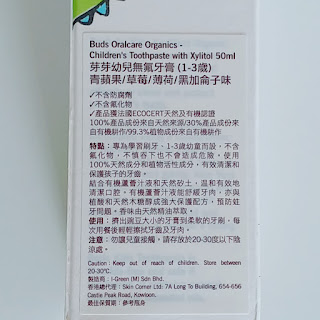 Buds Oralcare Organics -
Children's Toothpaste with Xylitol 50ml
芽芽幼兒無氟牙膏 (1-3歲)
青蘋果/草莓/薄荷/黑加侖子味
•不含防腐劑
•不含氟化物
•產品獲法國ECOCERT天然及有機認證
100%產品成份來自天然來源/30%產品成份來
自有機耕作/99.3%植物成份來自有機耕作
特點：專為學習刷牙、1-3歲幼童而設，不含
氟化物，不慎吞下也不會造成危險。使用
100%天然成份和植物活性成分，有效清潔和
保護孩子的牙齒。
結合有機蘆薈汁液和天然矽土，溫和而有效地
清潔口腔。有機蘆薈汁液能舒緩牙肉，亦與
植酸和天然木糖醇成強大保護配方，預防蛀
牙問題。香味由天然精油萃取。
使用：擠出豌豆大小的牙膏到柔軟的牙刷，每
次用餐後輕輕擦拭牙齒及牙肉。
注意：勿讓兒童接觸。請存放於20-30度以下陰
涼處。
Caution : Keep out of reach of children. Store between
20-30°C.
製造商：I-Green (M) Sdn Bhd.
香港總代理：Skin Corner Ltd; 7A Long To Building, 654-656
Castle Peak Road, Kowloon.
最佳保質期：參考瓶身